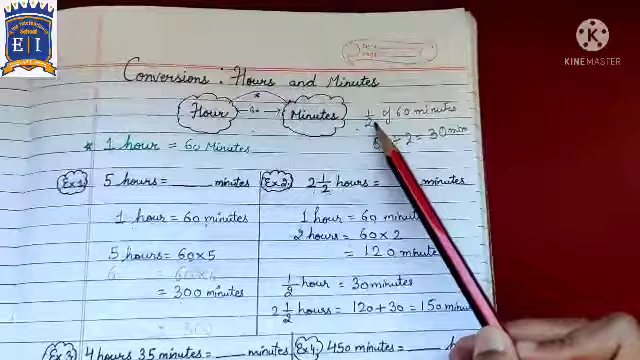 School
E I
KINEMASTER
Conversions : Hours and Minutes
Hour
60
Minutes
1/2 of 60 minutes
÷ 2 = 30 min
* 1 hour = 60 Minutes
Ex 1 5 hours = ____ minutes
1 hour = 60 minutes
5 hours = 60 × 5
= 300 minutes
Ex 2 2 1/2 hours = ____ minutes
1 hour = 60
2 hours = 60 × 2
= 120 minute
1/2 hour = 30 minutes
2 1/2 hours = 120 + 30 = 150
Ex 3 4 hours 35 minutes = ____ minutes
Ex 4 450 minutes = ____ h